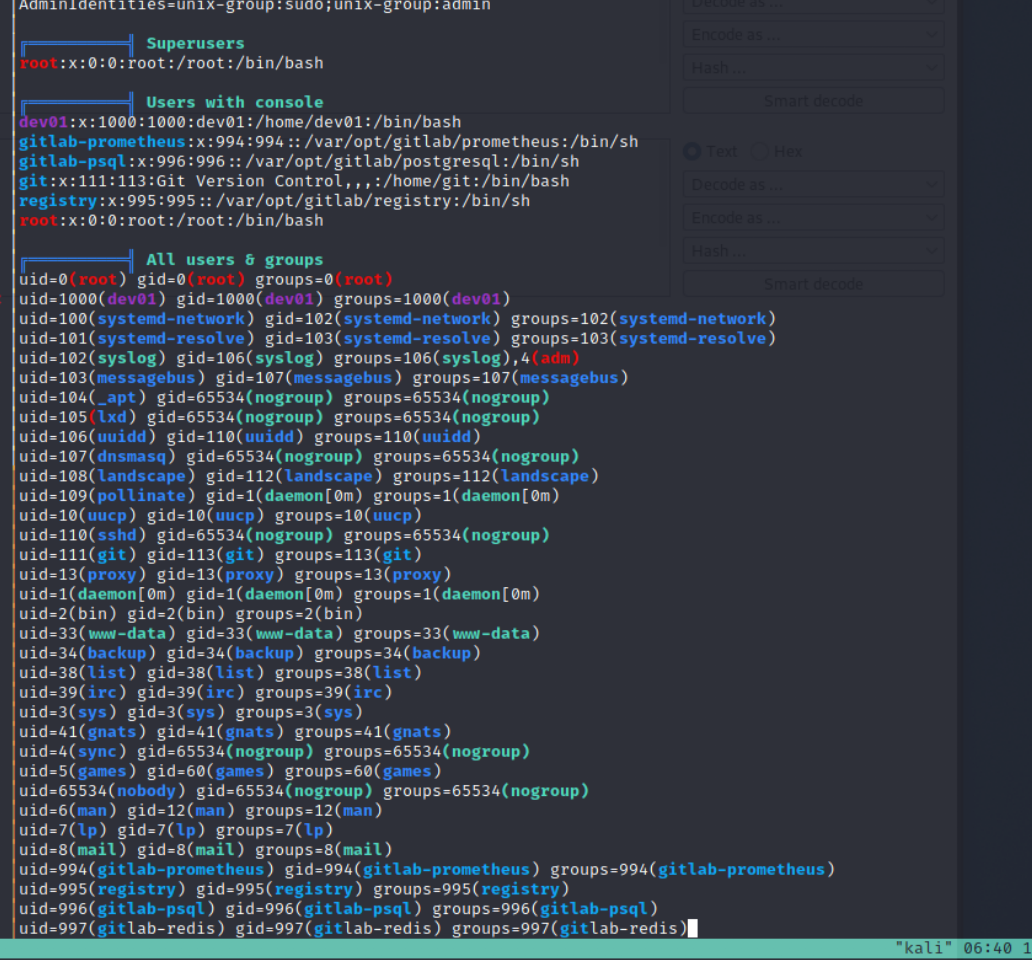 AdminIdentities=unix-group:sudo;unix-group:admin
Superusers
root:x:0:0:root:/root:/bin/bash
Users with console
dev01:x:1000:1000:dev01:/home/dev01:/bin/bash
gitlab-prometheus:x:994:994::/var/opt/gitlab/prometheus:/bin/sh
gitlab-psql:x:996:996::/var/opt/gitlab/postgresql:/bin/sh
git:x:111:113:Git Version Control,,,:/home/git:/bin/bash
registry:x:995:995::/var/opt/gitlab/registry:/bin/sh
root:x:0:0:root:/root:/bin/bash
All users & groups
uid=0(root) gid=0(root) groups=0(root)
uid=1000(dev01) gid=1000(dev01) groups=1000(dev01)
uid=100(systemd-network) gid=102(systemd-network) groups=102(systemd-network)
uid=101(systemd-resolve) gid=103(systemd-resolve) groups=103(systemd-resolve)
uid=102(syslog) gid=106(syslog) groups=106(syslog),4(adm)
uid=103(messagebus) gid=107(messagebus) groups=107(messagebus)
uid=104(_apt) gid=65534(nogroup) groups=65534(nogroup)
uid=105(lxd) gid=65534(nogroup) groups=65534(nogroup)
uid=106(uuidd) gid=110(uuidd) groups=110(uuidd)
uid=107(dnsmasq) gid=65534(nogroup) groups=65534(nogroup)
uid=108(landscape) gid=112(landscape) groups=112(landscape)
uid=109(pollinate) gid=1(daemon[0m) groups=1(daemon[0m)
uid=10(uucp) gid=10(uucp) groups=10(uucp)
uid=110(sshd) gid=65534(nogroup) groups=65534(nogroup)
uid=111(git) gid=113(git) groups=113(git)
uid=13(proxy) gid=13(proxy) groups=13(proxy)
uid=1(daemon[0m) gid=1(daemon[0m) groups=1(daemon[0m)
uid=2(bin) gid=2(bin) groups=2(bin)
uid=33(www-data) gid=33(www-data) groups=33(www-data)
uid=34(backup) gid=34(backup) groups=34(backup)
uid=38(list) gid=38(list) groups=38(list)
uid=39(irc) gid=39(irc) groups=39(irc)
uid=3(sys) gid=3(sys) groups=3(sys)
uid=41(gnats) gid=41(gnats) groups=41(gnats)
uid=4(sync) gid=65534(nogroup) groups=65534(nogroup)
uid=5(games) gid=60(games) groups=60(games)
uid=65534(nobody) gid=65534(nogroup) groups=65534(nogroup)
uid=6(man) gid=12(man) groups=12(man)
uid=7(lp) gid=7(lp) groups=7(lp)
uid=8(mail) gid=8(mail) groups=8(mail)
uid=994(gitlab-prometheus) gid=994(gitlab-prometheus) groups=994(gitlab-prometheus)
uid=995(registry) gid=995(registry) groups=995(registry)
uid=996(gitlab-psql) gid=996(gitlab-psql) groups=996(gitlab-psql)
uid=997(gitlab-redis) gid=997(gitlab-redis) groups=997(gitlab-redis)
Decode as ...
Encode as ...
Hash ...
Smart decode
Text Hex
Decode as ...
Encode as ...
Hash ...
Smart decode
"kali" 06:40 1